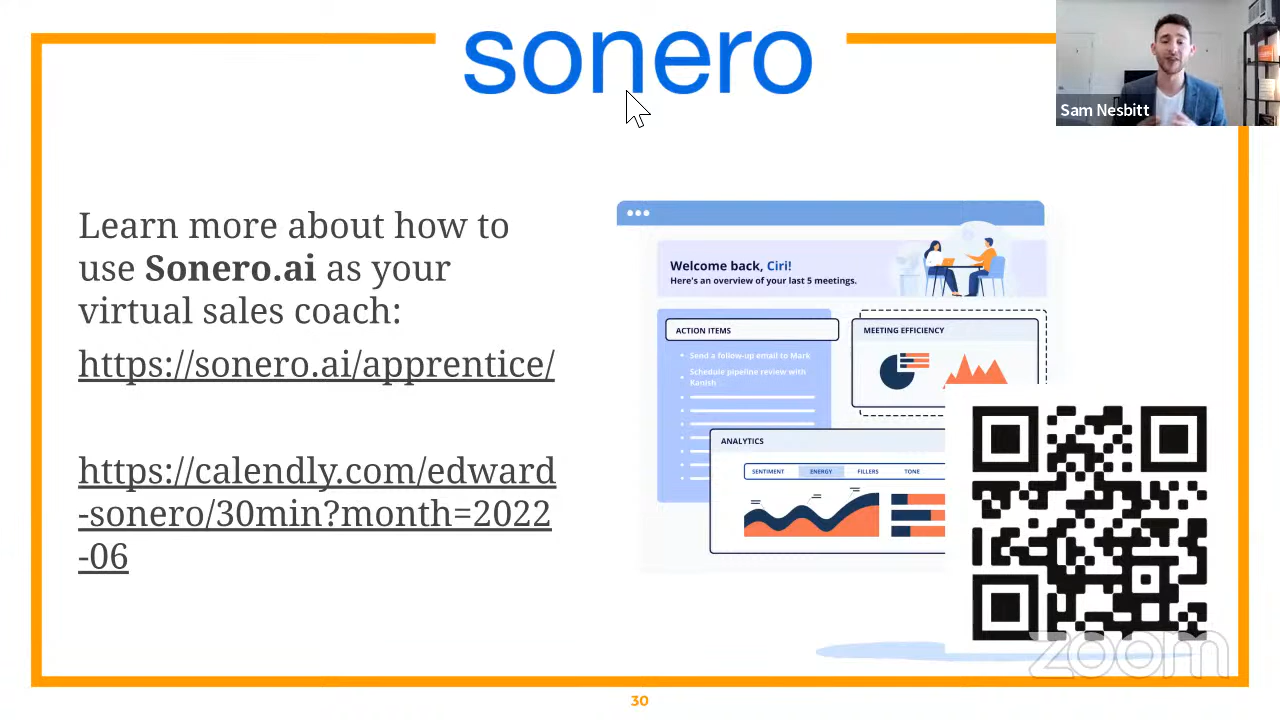 sonero
Sam Nesbitt
Learn more about how to
use Sonero.ai as your
virtual sales coach:
https://sonero.ai/apprentice/
https://calendly.com/edward
-sonero/30min?month=2022
-06
Welcome back, Ciri!
Here's an overview of your last 5 meetings.
ACTION ITEMS
Send a follow-up email to Mark
Schedule pipeline review with
Kanish
MEETING EFFICIENCY
ANALYTICS
SENTIMENT ENERGY FILLERS TONE
zoom
30